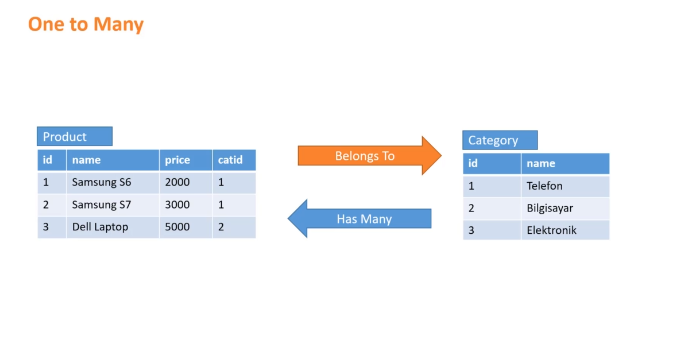 One to Many
Product
id name price catid
1 Samsung S6 2000 1
2 Samsung S7 3000 1
3 Dell Laptop 5000 2
Belongs To
Has Many
Category
id name
1 Telefon
2 Bilgisayar
3 Elektronik